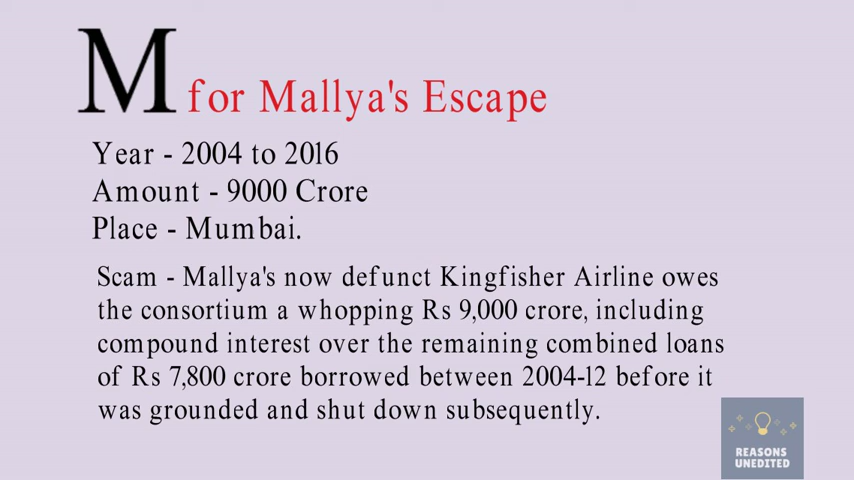 M for Mallya's Escape
Year - 2004 to 2016
Amount - 9000 Crore
Place - Mumbai.
Scam - Mallya's now defunct Kingfisher Airline owes
the consortium a whopping Rs 9,000 crore, including
compound interest over the remaining combined loans
of Rs 7,800 crore borrowed between 2004-12 before it
was grounded and shut down subsequently.
REASONS
UNEDITED